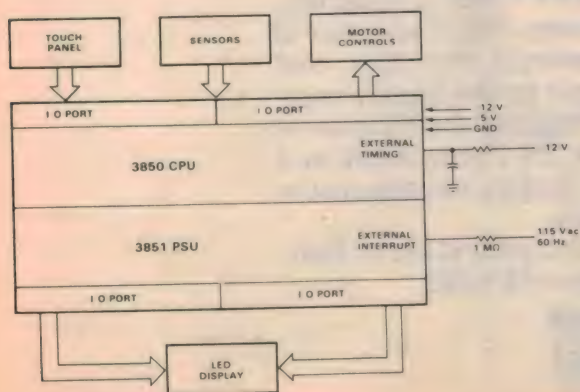 TOUCH
PANEL
SENSORS
MOTOR
CONTROLS
I O PORT
I O PORT
12 V
5 V
GND
3850 CPU
EXTERNAL
TIMING
12 V
3851 PSU
EXTERNAL
INTERRUPT
1 MΩ
115 Vac
60 Hz
I O PORT
I O PORT
LED
DISPLAY